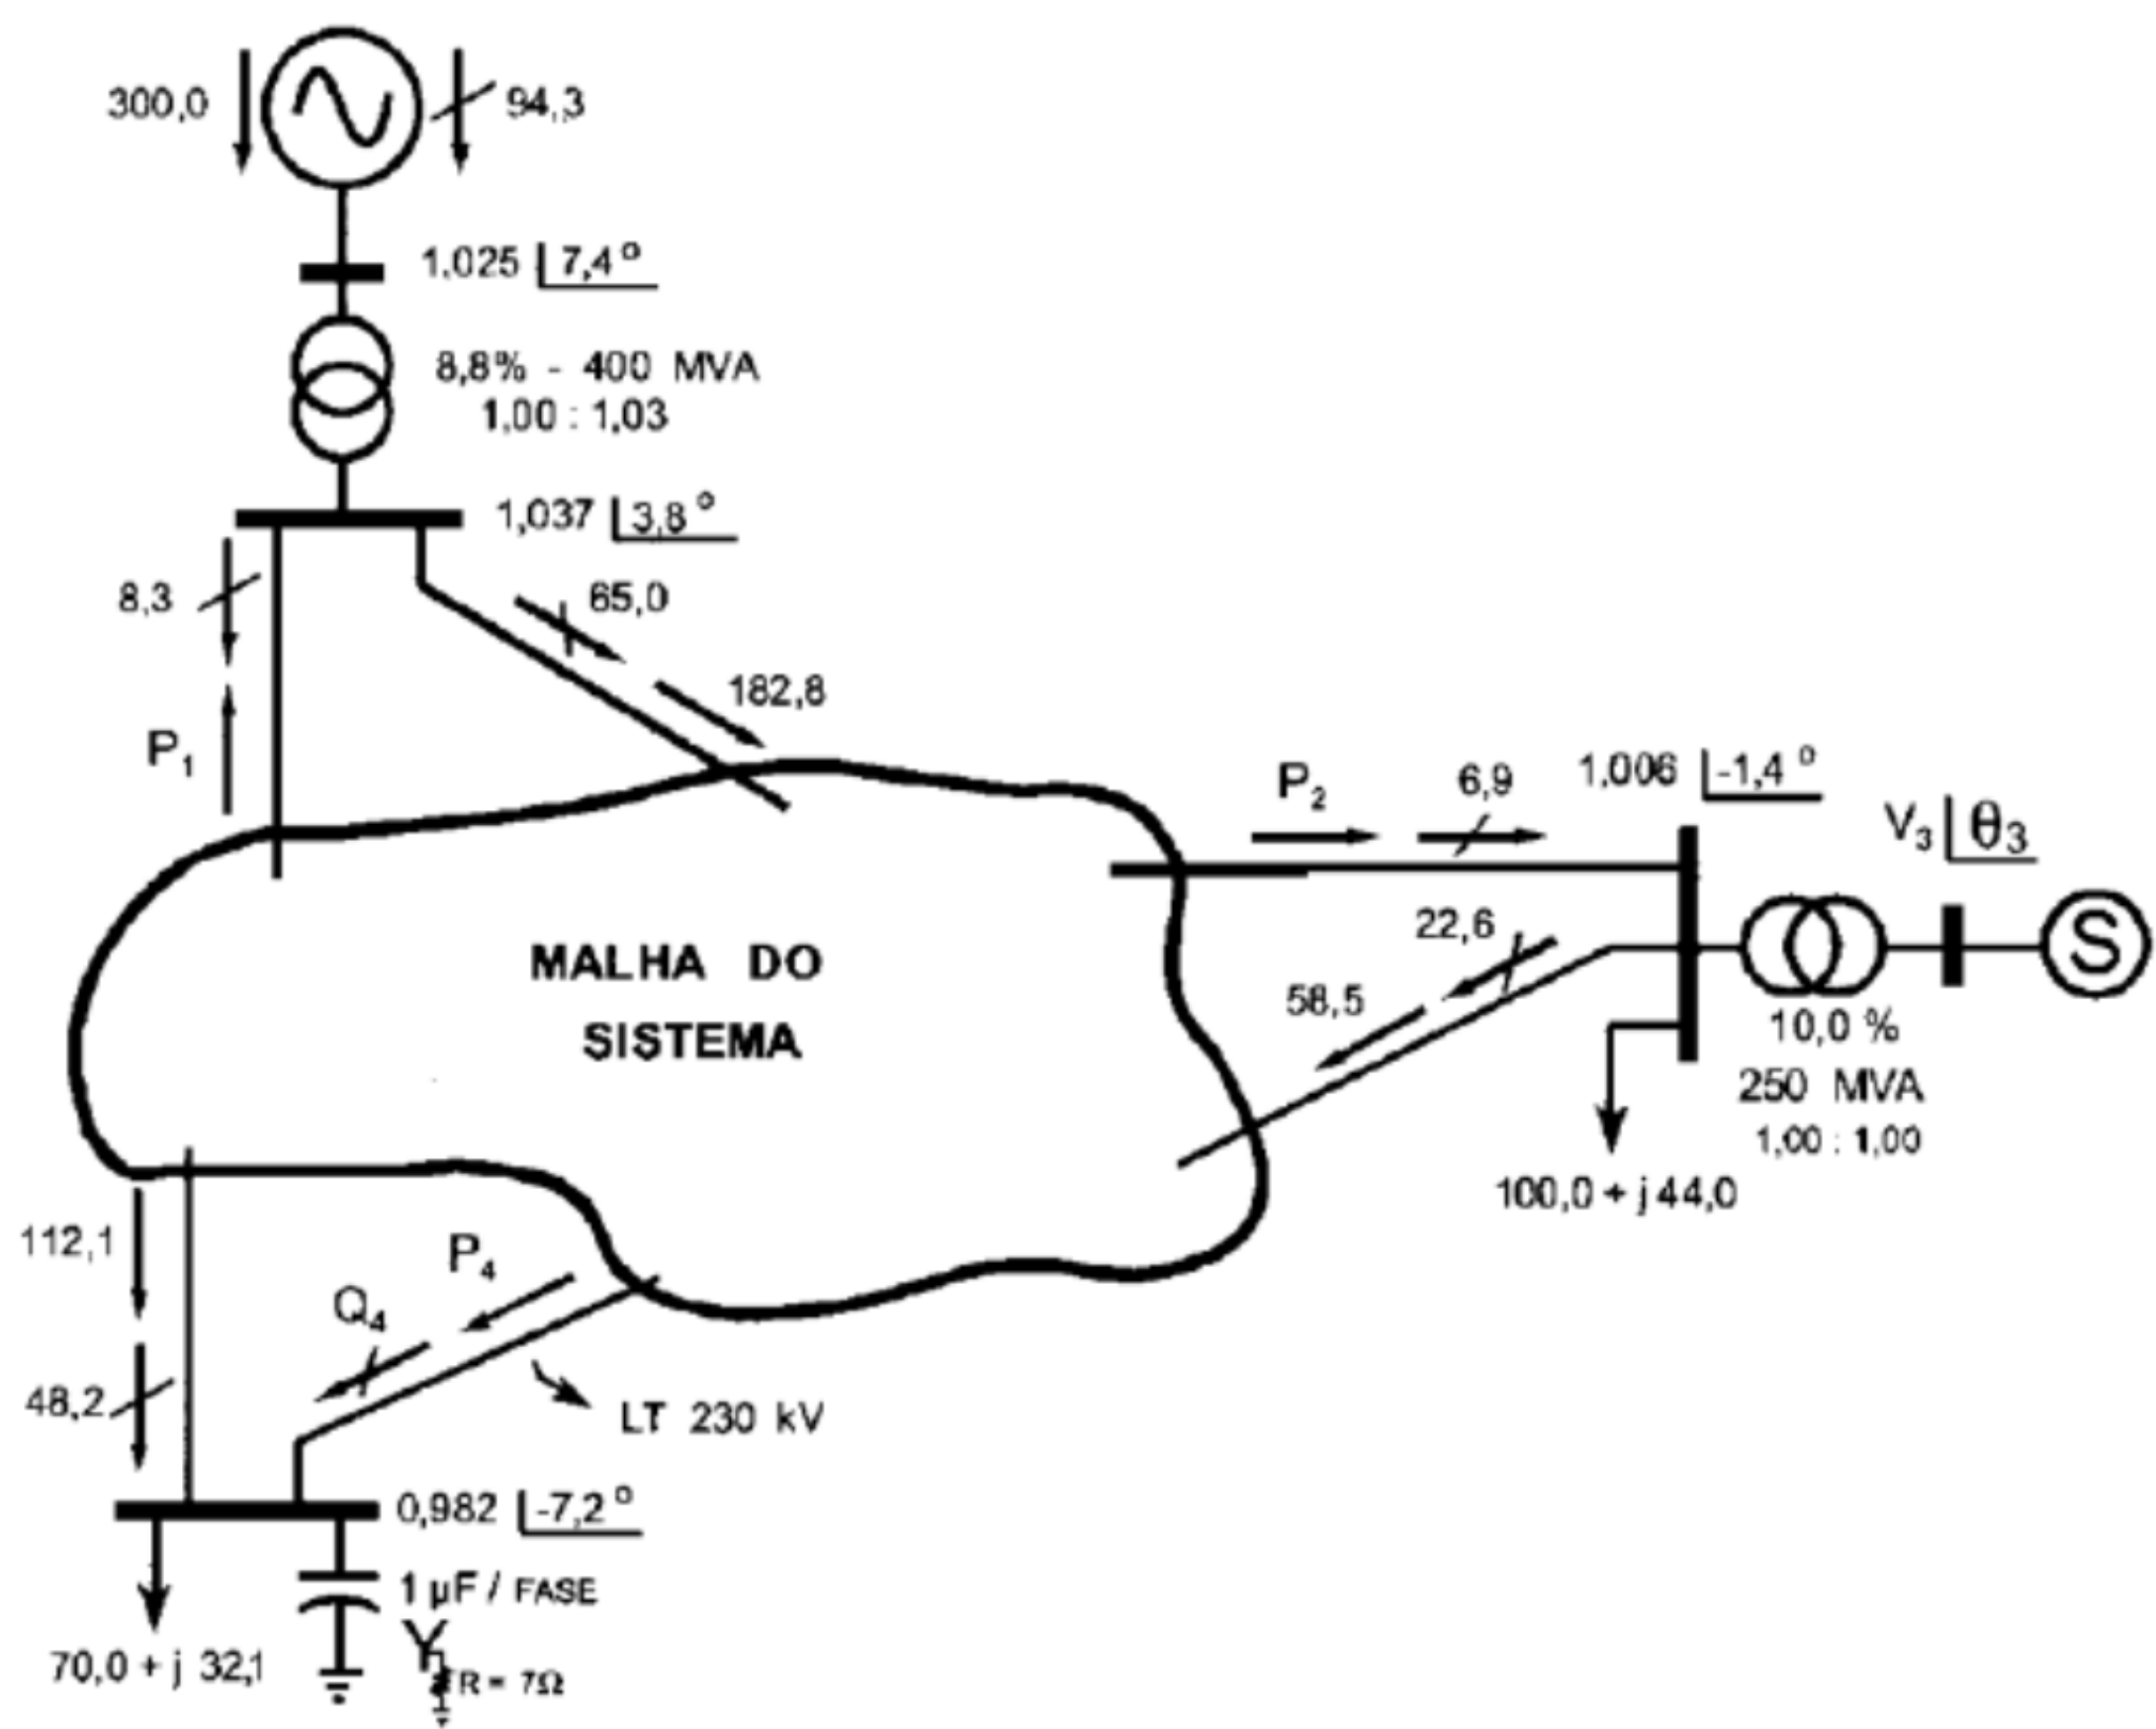 300,0
94,3
1,025 7,4 º
8,8% - 400 MVA
1,00 : 1,03
1,037 3,8 º
8,3
65,0
182,8
P1
P2
6,9
1,006 -1,4 º
V3 θ3
22,6
58,5
MALHA DO
SISTEMA
S
10,0 %
250 MVA
1,00 : 1,00
100,0 + j 44,0
112,1
P4
Q4
48,2
LT 230 kV
0,982 -7,2 º
1 µF / FASE
Y
R = 7Ω
70,0 + j 32,1